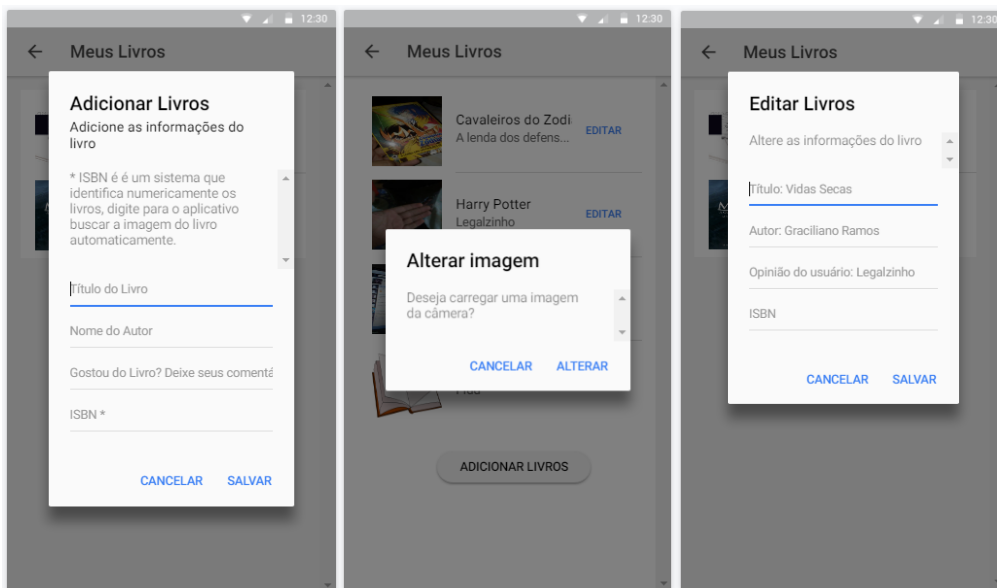 12:30
Meus Livros
Adicionar Livros
Adicione as informações do
livro
* ISBN é é um sistema que
identifica numericamente os
livros, digite para o aplicativo
buscar a imagem do livro
automaticamente.
Título do Livro
Nome do Autor
Gostou do Livro? Deixe seus comentá
ISBN *
CANCELAR SALVAR
12:30
Meus Livros
Cavaleiros do Zodi
A lenda dos defens...
EDITAR
Harry Potter
Legalzinho
EDITAR
Alterar imagem
Deseja carregar uma imagem
da câmera?
CANCELAR ALTERAR
ADICIONAR LIVROS
12:30
Meus Livros
Editar Livros
Altere as informações do livro
Título: Vidas Secas
Autor: Graciliano Ramos
Opinião do usuário: Legalzinho
ISBN
CANCELAR SALVAR